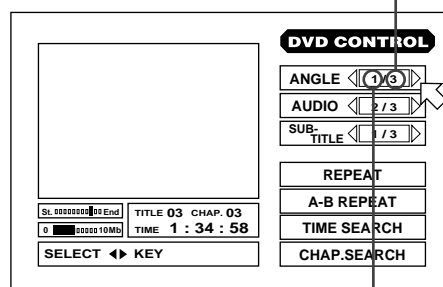 DVD CONTROL
ANGLE 1 / 3
AUDIO 2 / 3
SUB-TITLE 1 / 3
REPEAT
A-B REPEAT
TIME SEARCH
CHAP.SEARCH
St. End
0 10Mb
TITLE 03 CHAP. 03
TIME 1 : 34 : 58
SELECT ◀▶ KEY